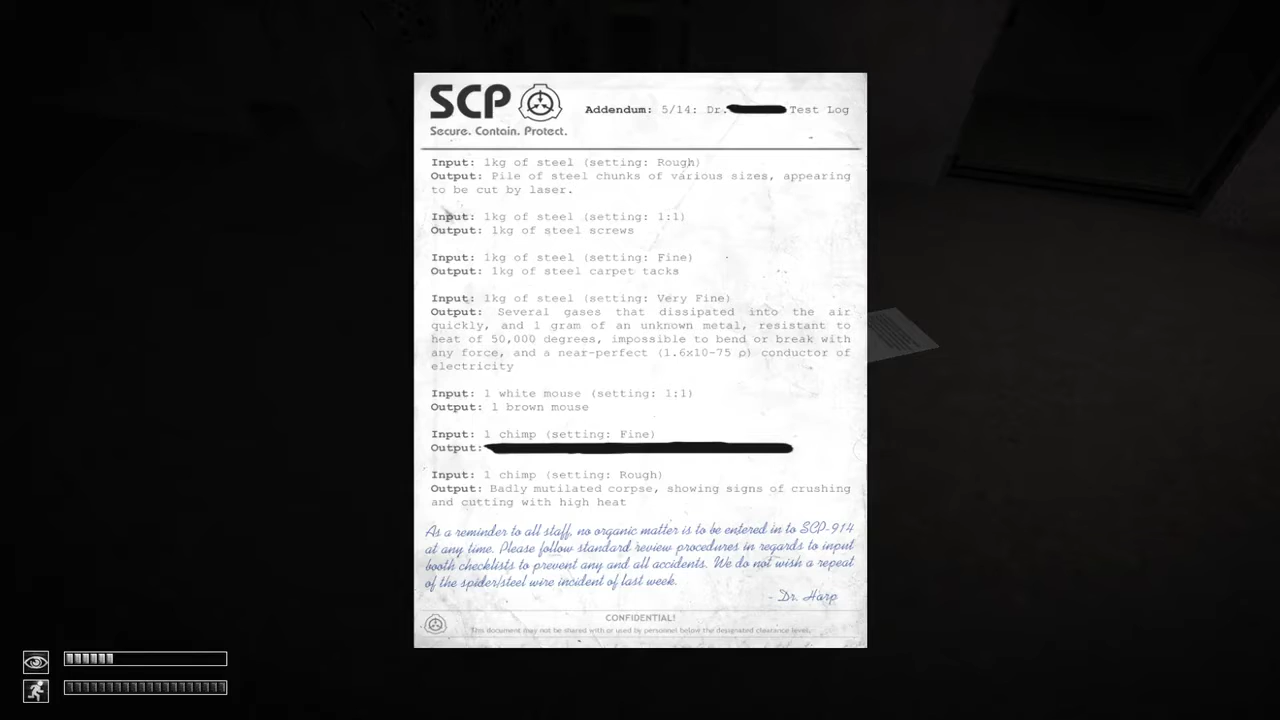 SCP
Secure. Contain. Protect.
Addendum: 5/14: Dr. Test Log
Input: 1kg of steel (setting: Rough)
Output: Pile of steel chunks of various sizes, appearing
to be cut by laser.
Input: 1kg of steel (setting: 1:1)
Output: 1kg of steel screws
Input: 1kg of steel (setting: Fine)
Output: 1kg of steel carpet tacks
Input: 1kg of steel (setting: Very Fine)
Output: Several gases that dissipated into the air
quickly, and 1 gram of an unknown metal, resistant to
heat of 50,000 degrees, impossible to bend or break with
any force, and a near-perfect (1.6x10-75 ρ) conductor of
electricity
Input: 1 white mouse (setting: 1:1)
Output: 1 brown mouse
Input: 1 chimp (setting: Fine)
Output:
Input: 1 chimp (setting: Rough)
Output: Badly mutilated corpse, showing signs of crushing
and cutting with high heat
As a reminder to all staff, no organic matter is to be entered in to SCP-914
at any time. Please follow standard review procedures in regards to input
booth checklists to prevent any and all accidents. We do not wish a repeat
of the spider/steel wire incident of last week.
- Dr. Harp
CONFIDENTIAL!
This document may not be shared with or used by personnel below the designated clearance level.